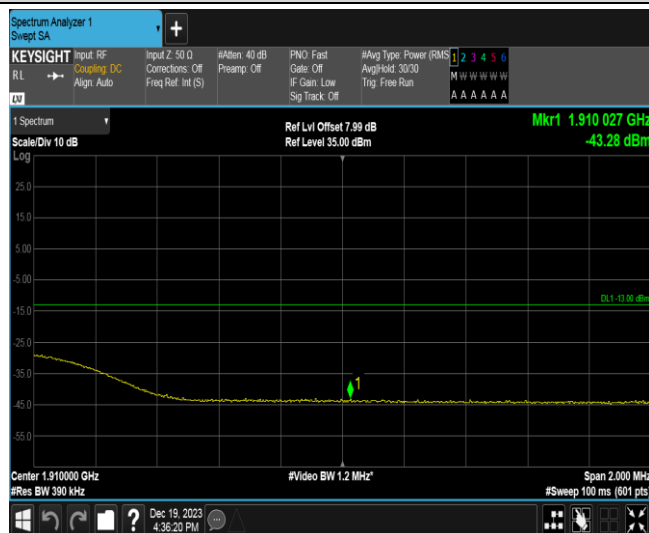 Spectrum Analyzer 1
Swept SA
+
KEYSIGHT
RL
LXI
Input: RF
Coupling: DC
Align: Auto
Input Z: 50 Ω
Corrections: Off
Freq Ref: Int (S)
#Atten: 40 dB
Preamp: Off
PNO: Fast
Gate: Off
IF Gain: Low
Sig Track: Off
#Avg Type: Power (RMS
Avg|Hold: 30/30
Trig: Free Run
1 2 3 4 5 6
M W W W W W
A A A A A A
1 Spectrum
Scale/Div 10 dB
Log
Ref Lvl Offset 7.99 dB
Ref Level 35.00 dBm
Mkr1 1.910 027 GHz
-43.28 dBm
25.0
15.0
5.00
-5.00
-15.0
-25.0
-35.0
-45.0
-55.0
DL1 -13.00 dBm
1
Center 1.910000 GHz
#Res BW 390 kHz
#Video BW 1.2 MHz*
Span 2.000 MHz
#Sweep 100 ms (601 pts)
?
Dec 19, 2023
4:36:20 PM